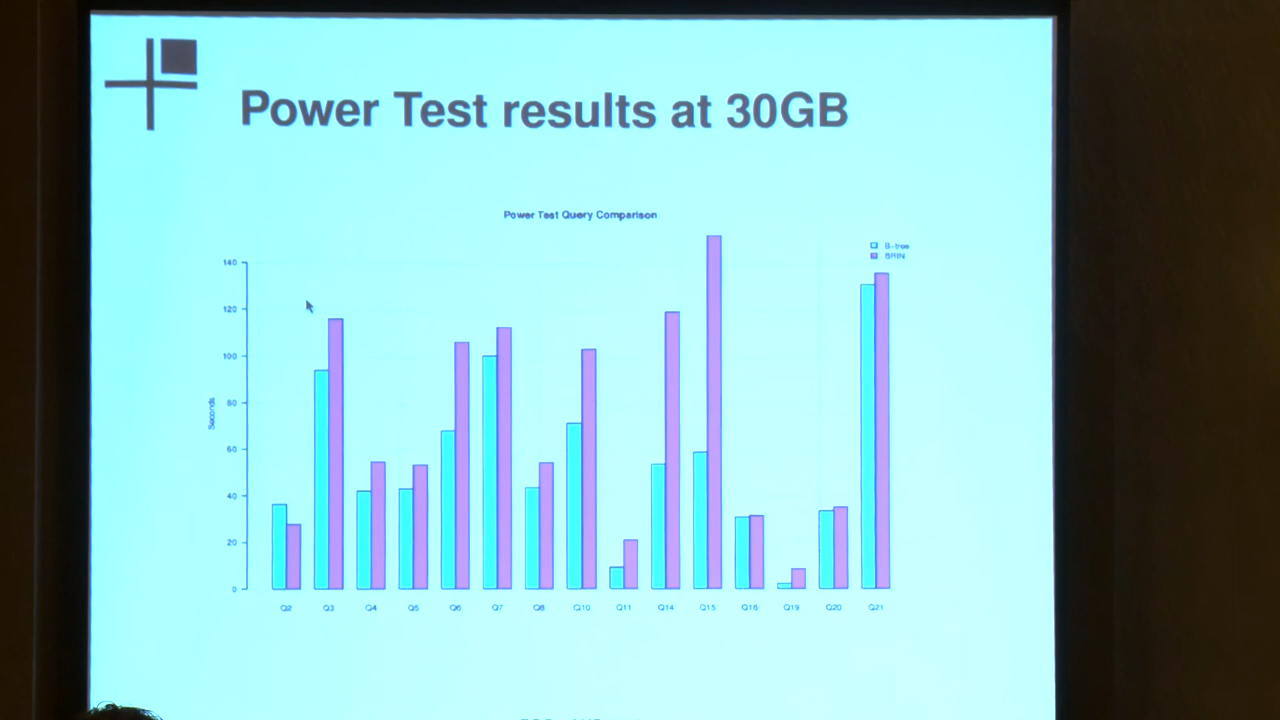 Power Test results at 30GB
Power Test Query Comparison
B-tree
BRIN
140
120
100
80
60
40
20
0
Seconds
Q2 Q3 Q4 Q5 Q6 Q7 Q8 Q10 Q11 Q14 Q15 Q16 Q19 Q20 Q21